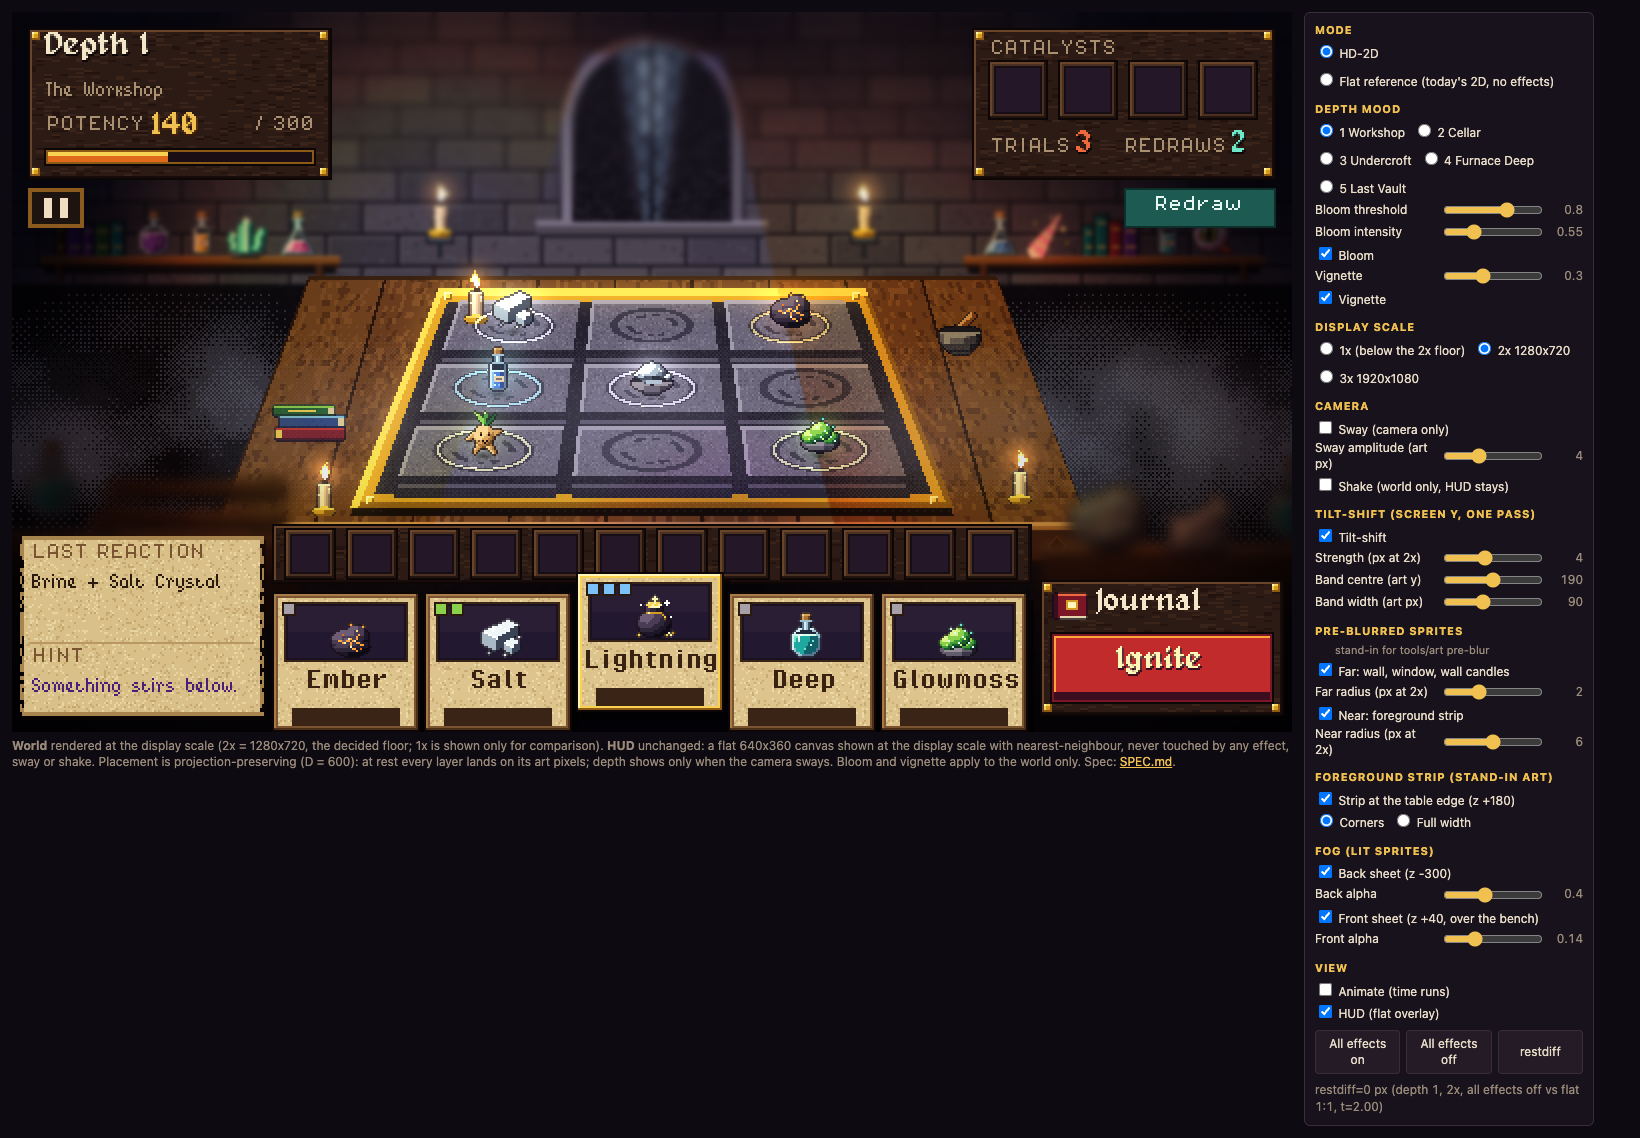 Depth 1
The Workshop
POTENCY 140 / 300
CATALYSTS
TRIALS 3 REDRAWS 2
Redraw
LAST REACTION
Brine + Salt Crystal
HINT
Something stirs below.
Ember
Salt
Lightning
Deep
Glowmoss
Journal
Ignite
World rendered at the display scale (2x = 1280x720, the decided floor; 1x is shown only for comparison). HUD unchanged: a flat 640x360 canvas shown at the display scale with nearest-neighbour, never touched by any effect,
sway or shake. Placement is projection-preserving (D = 600): at rest every layer lands on its art pixels; depth shows only when the camera sways. Bloom and vignette apply to the world only. Spec: SPEC.md.
MODE
HD-2D
Flat reference (today's 2D, no effects)
DEPTH MOOD
1 Workshop 2 Cellar
3 Undercroft 4 Furnace Deep
5 Last Vault
Bloom threshold 0.8
Bloom intensity 0.55
Bloom
Vignette 0.3
Vignette
DISPLAY SCALE
1x (below the 2x floor) 2x 1280x720
3x 1920x1080
CAMERA
Sway (camera only)
Sway amplitude (art
px) 4
Shake (world only, HUD stays)
TILT-SHIFT (SCREEN Y, ONE PASS)
Tilt-shift
Strength (px at 2x) 4
Band centre (art y) 190
Band width (art px) 90
PRE-BLURRED SPRITES
stand-in for tools/art pre-blur
Far: wall, window, wall candles
Far radius (px at 2x) 2
Near: foreground strip
Near radius (px at
2x) 6
FOREGROUND STRIP (STAND-IN ART)
Strip at the table edge (z +180)
Corners Full width
FOG (LIT SPRITES)
Back sheet (z -300)
Back alpha 0.4
Front sheet (z +40, over the bench)
Front alpha 0.14
VIEW
Animate (time runs)
HUD (flat overlay)
All effects
on
All effects
off
restdiff
restdiff=0 px (depth 1, 2x, all effects off vs flat
1:1, t=2.00)